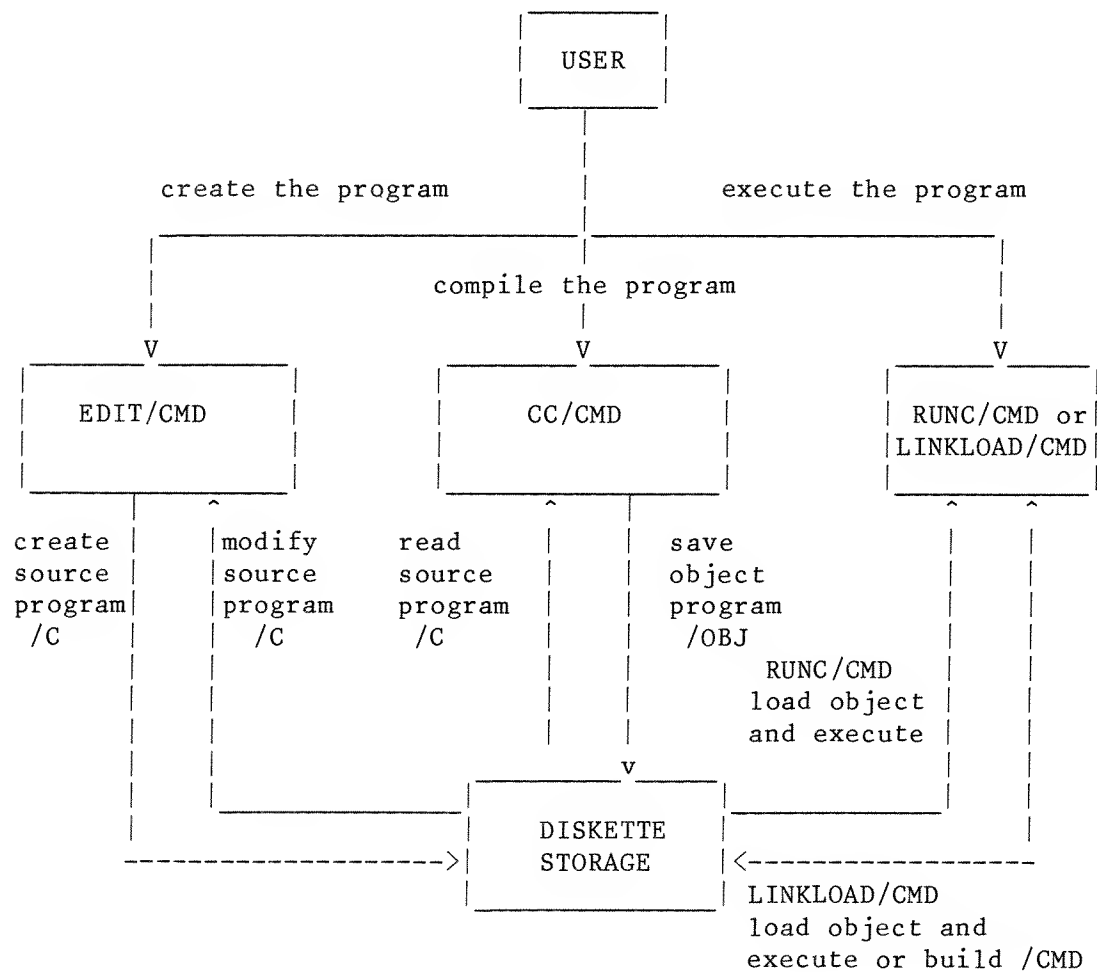 USER
create the program
execute the program
compile the program
EDIT/CMD
CC/CMD
RUNC/CMD or
LINKLOAD/CMD
create
source
program
/C
modify
source
program
/C
read
source
program
/C
save
object
program
/OBJ
RUNC/CMD
load object
and execute
DISKETTE
STORAGE
LINKLOAD/CMD
load object and
execute or build /CMD